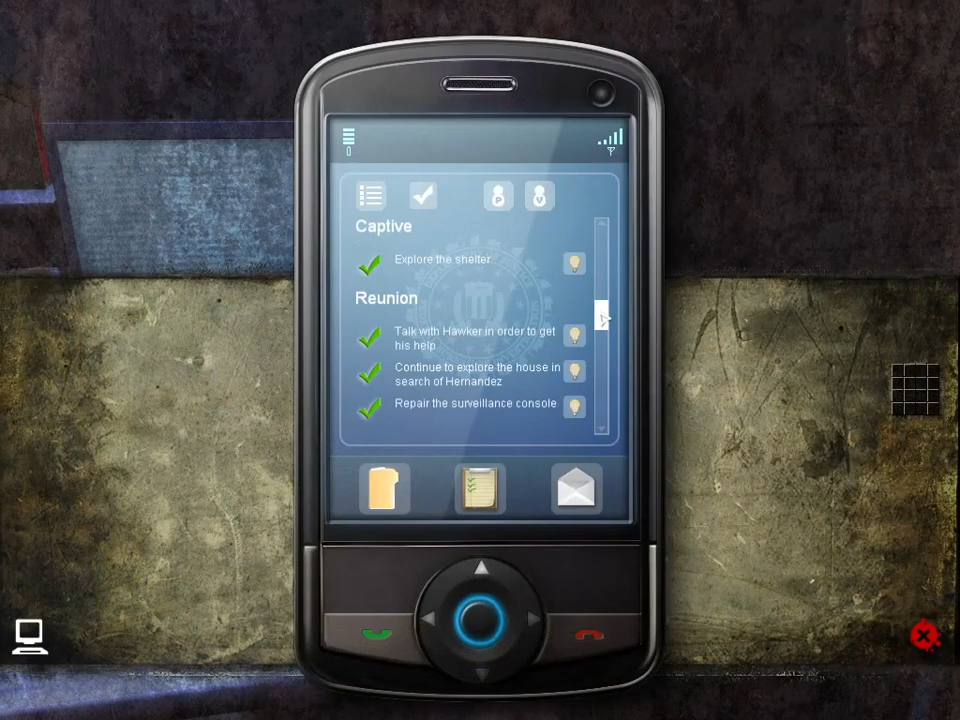 P V
Captive
Explore the shelter
Reunion
Talk with Hawker in order to get
his help
Continue to explore the house in
search of Hernandez
Repair the surveillance console